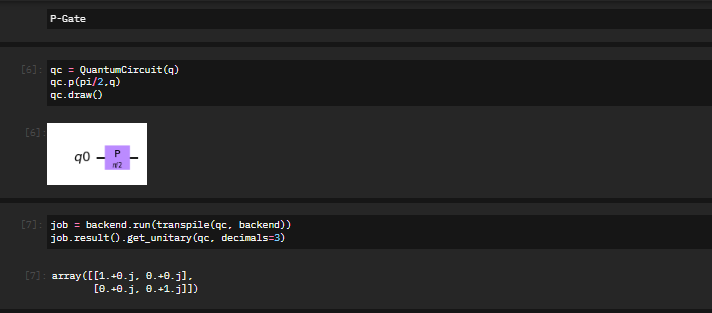 P-Gate
[6]: qc = QuantumCircuit(q)
qc.p(pi/2,q)
qc.draw()
[6]:
q0 P
π/2
[7]: job = backend.run(transpile(qc, backend))
job.result().get_unitary(qc, decimals=3)
[7]: array([[1.+0.j, 0.+0.j],
[0.+0.j, 0.+1.j]])